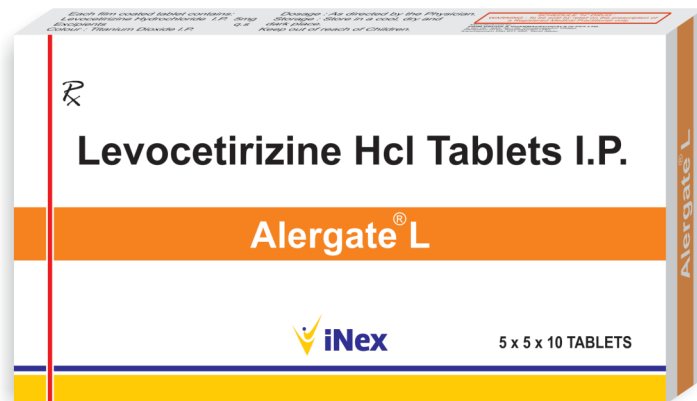 Each film coated tablet contains:
Levocetirizine Hydrochloride I.P. 5mg
Excipients q.s
Colour : Titanium Dioxide I.P.
Dosage : As directed by the Physician.
Storage : Store in a cool, dry and
dark place.
Keep out of reach of Children.
Rx
Levocetirizine Hcl Tablets I.P.
Alergate® L
iNex
5 x 5 x 10 TABLETS
Alergate® L